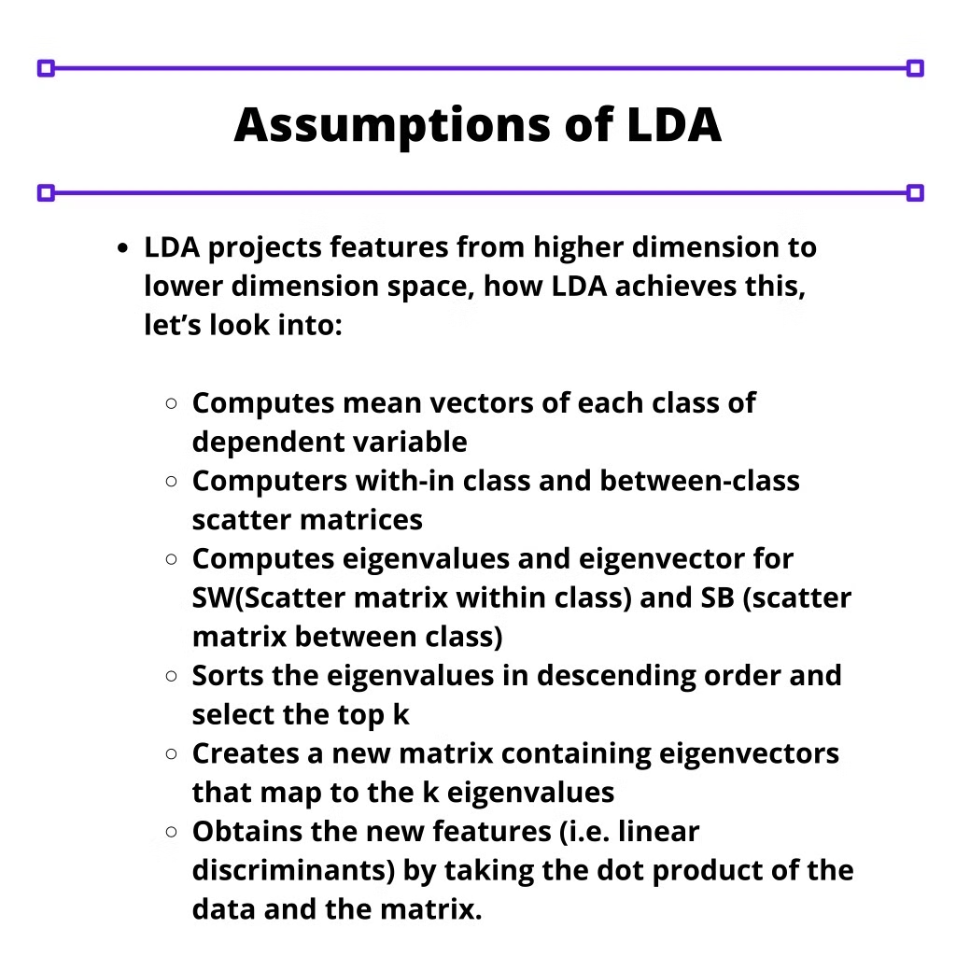 Assumptions of LDA
• LDA projects features from higher dimension to
lower dimension space, how LDA achieves this,
let’s look into:
○ Computes mean vectors of each class of
dependent variable
○ Computers with-in class and between-class
scatter matrices
○ Computes eigenvalues and eigenvector for
SW(Scatter matrix within class) and SB (scatter
matrix between class)
○ Sorts the eigenvalues in descending order and
select the top k
○ Creates a new matrix containing eigenvectors
that map to the k eigenvalues
○ Obtains the new features (i.e. linear
discriminants) by taking the dot product of the
data and the matrix.